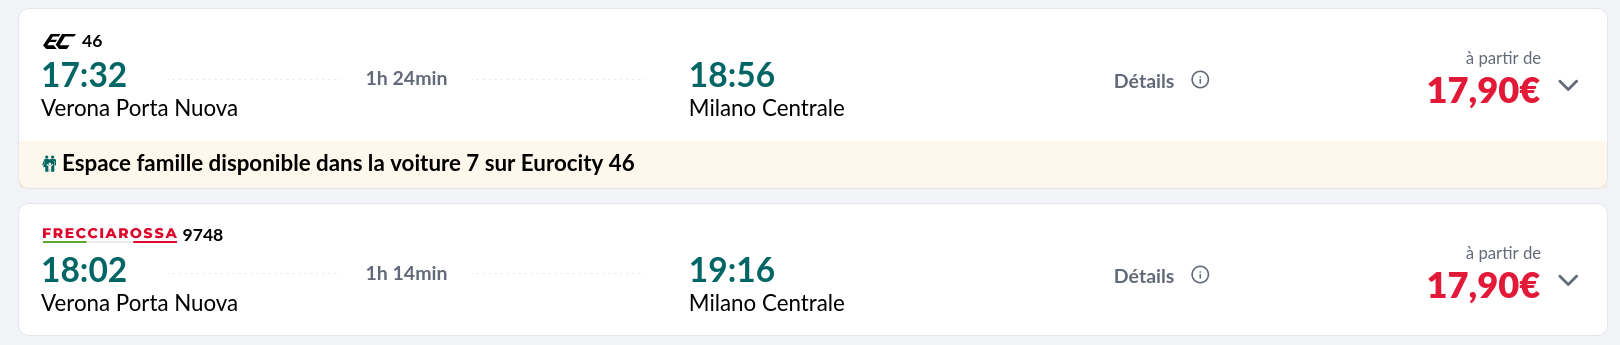 EC 46
17:32 1h 24min 18:56 Détails à partir de 17,90€
Verona Porta Nuova Milano Centrale
Espace famille disponible dans la voiture 7 sur Eurocity 46
FRECCIAROSSA 9748
18:02 1h 14min 19:16 Détails à partir de 17,90€
Verona Porta Nuova Milano Centrale